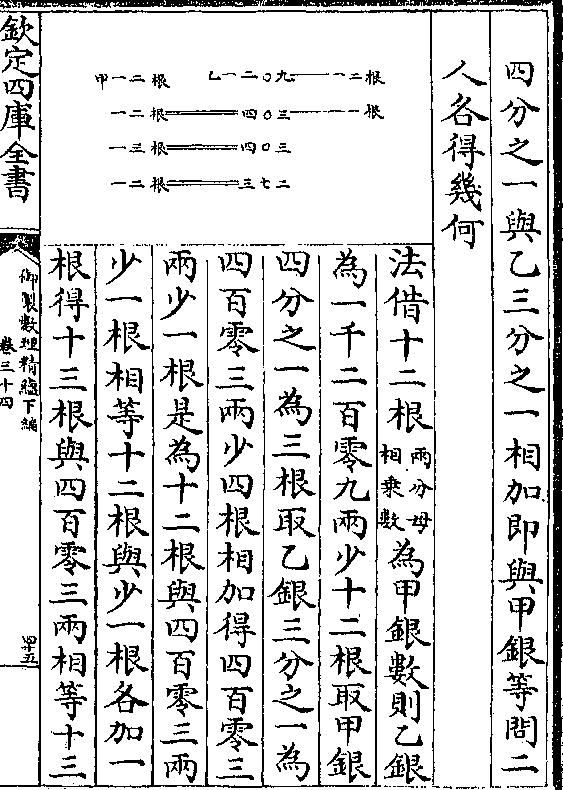 四分之一與乙三分之一相加即與甲銀等問二
人各得幾何
甲一二根 乙一二〇九———一二根
一二根＝＝＝四〇三———一根
一三根＝＝＝四〇三
一二根＝＝＝三七二
法借十二根兩分母相乘數為甲銀數則乙銀
為一千二百零九兩少十二根取甲銀
四分之一為三根取乙銀三分之一為
四百零三兩少四根相加得四百零三
兩少一根是為十二根與四百零三兩
少一根相等十二根與少一根各加一
根得十三根與四百零三兩相等十三
欽定四庫全書
御製數理精蘊下編
卷三十四